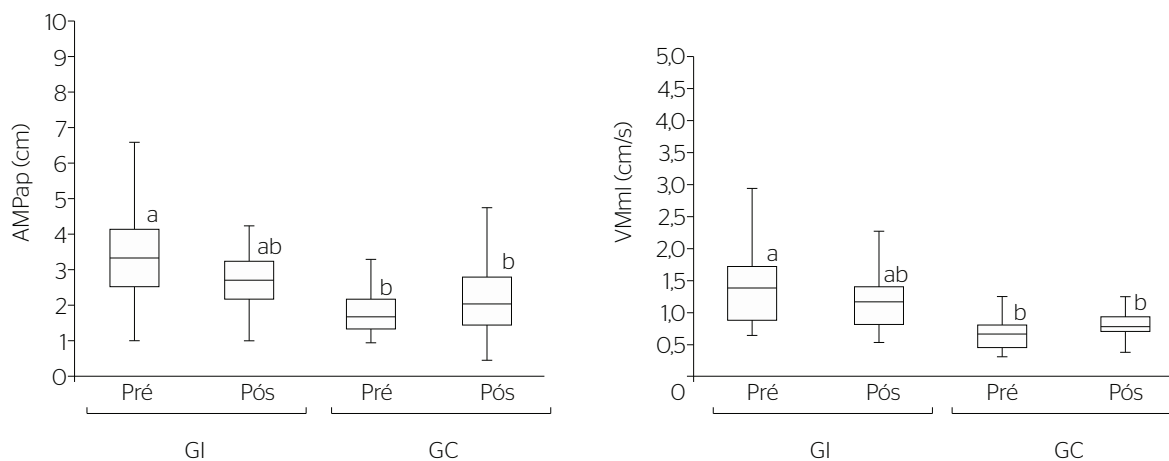 AMPap (cm)
10
9
8
7
6
5
4
3
2
1
0
a
ab
b
b
Pré
Pós
Pré
Pós
GI
GC
VMml (cm/s)
5,0
4,5
4,0
3,5
3,0
2,5
2,0
1,5
1,0
0,5
0
a
ab
b
b
Pré
Pós
Pré
Pós
GI
GC